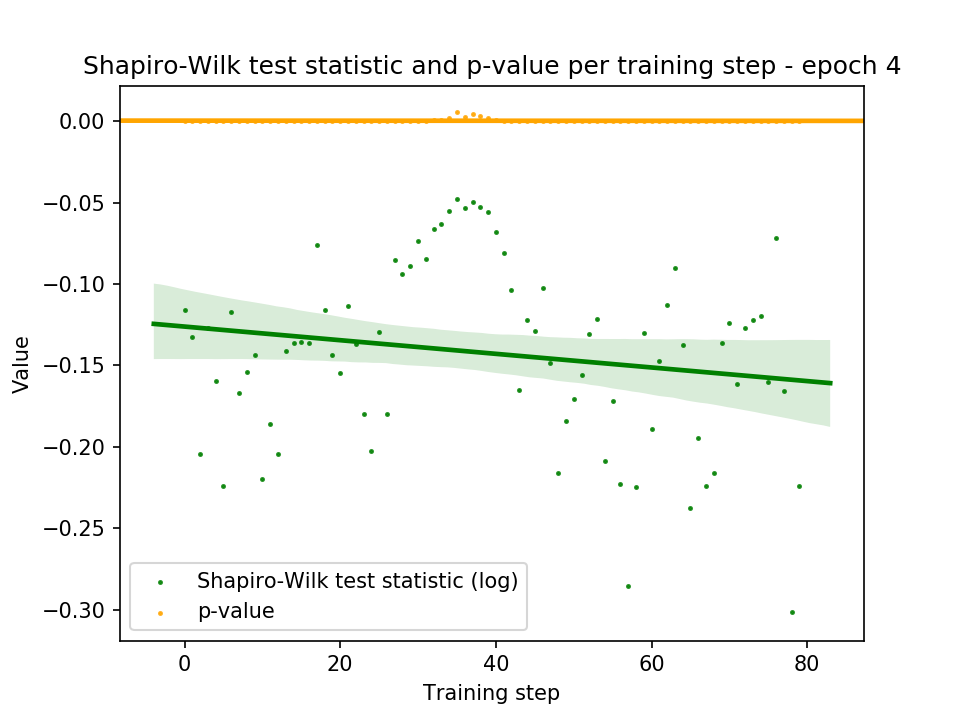 Shapiro-Wilk test statistic and p-value per training step - epoch 4
0.00
−0.05
−0.10
−0.15
−0.20
−0.25
−0.30
Value
Shapiro-Wilk test statistic (log)
p-value
0 20 40 60 80
Training step